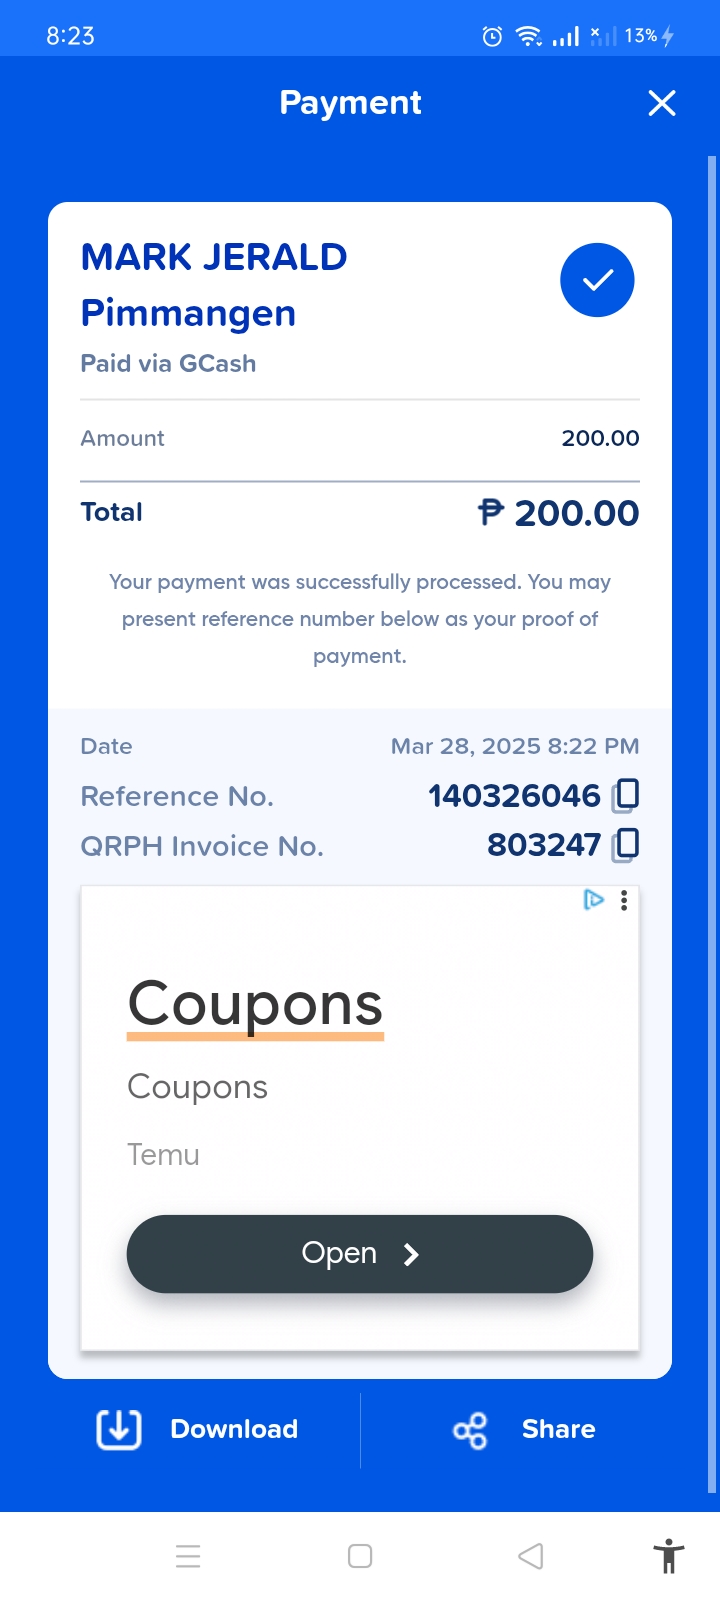 8:23
13%
Payment
MARK JERALD
Pimmangen
Paid via GCash
Amount 200.00
Total ₱ 200.00
Your payment was successfully processed. You may
present reference number below as your proof of
payment.
Date Mar 28, 2025 8:22 PM
Reference No. 140326046
QRPH Invoice No. 803247
Coupons
Coupons
Temu
Open
Download Share